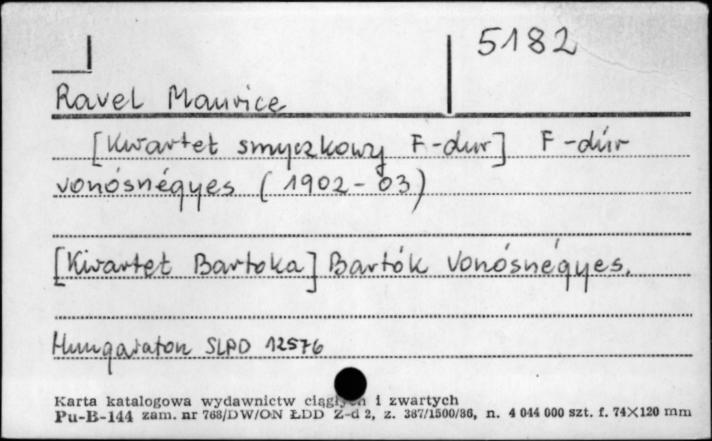 5182
Ravel Maurice
[Kwartet smyczkowy F-dur] F-dúr
vonósnégyes (1902-03)
[Kwartet Bartoka] Bartók Vonósnégyes.
Hungaraton SLPD 12576
Karta katalogowa wydawnictw ciągłych i zwartych
Pu-B-144 zam. nr 768/DW/ON ŁDD Z-d 2, z. 387/1500/86, n. 4 044 000 szt. f. 74×120 mm